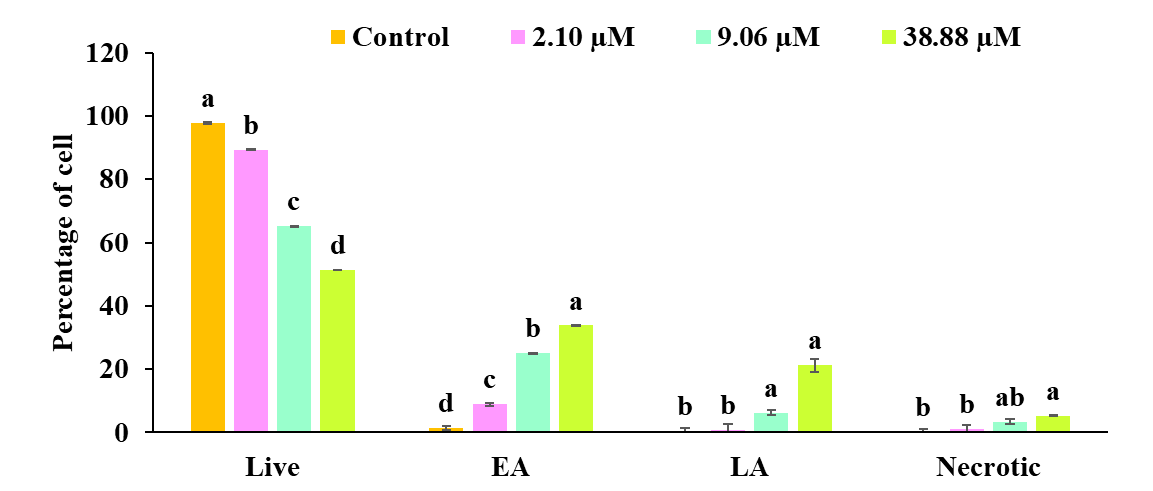 Control 2.10 µM 9.06 µM 38.88 µM
120
100
80
60
40
20
0
Percentage of cell
a b c d
d c b a
b b a a
b b ab a
Live EA LA Necrotic